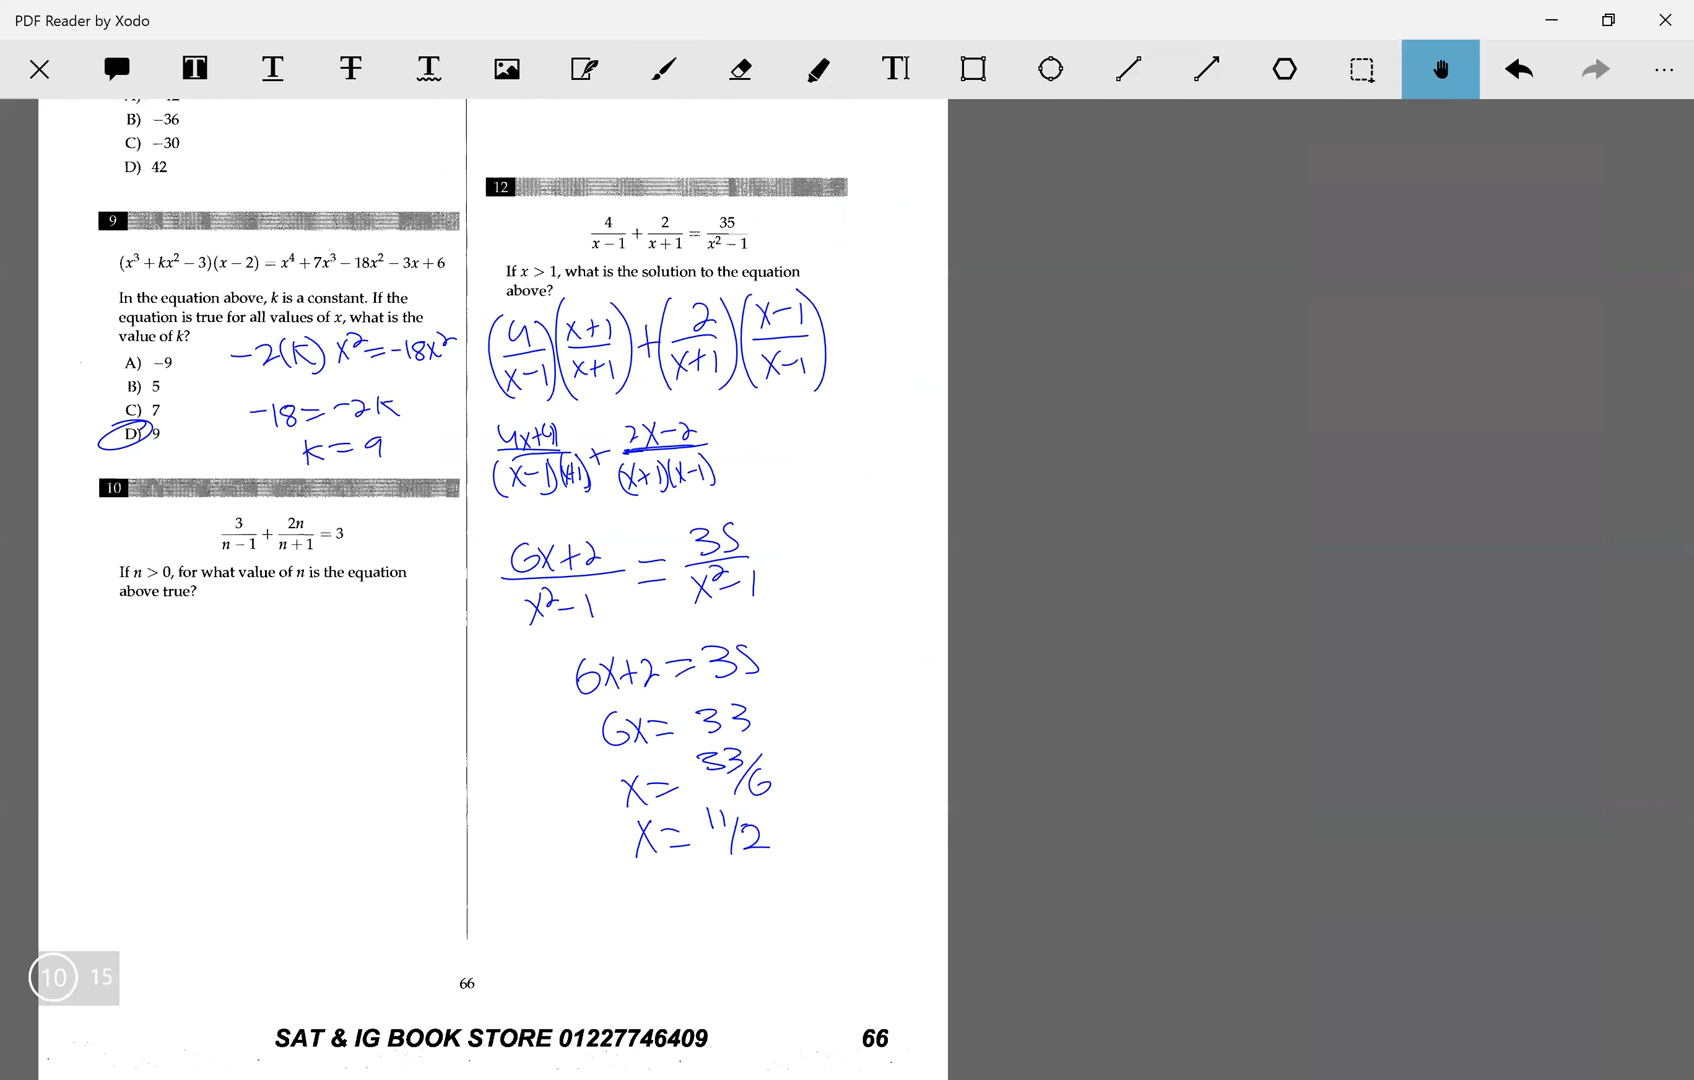 PDF Reader by Xodo
B) −36
C) −30
D) 42
9
(x³ + kx² − 3)(x − 2) = x⁴ + 7x³ − 18x² − 3x + 6
In the equation above, k is a constant. If the
equation is true for all values of x, what is the
value of k?
−2(k) x² = −18x²
A) −9
B) 5
C) 7
D) 9
−18 = −2k
k = 9
10
3/(n − 1) + 2n/(n + 1) = 3
If n > 0, for what value of n is the equation
above true?
12
4/(x − 1) + 2/(x + 1) = 35/(x² − 1)
If x > 1, what is the solution to the equation
above?
(4/(x−1))((x+1)/(x+1)) + (2/(x+1))((x−1)/(x−1))
(4x+4)/((x−1)(x+1)) + (2x−2)/((x+1)(x−1))
(6x+2)/(x²−1) = 35/(x²−1)
6x+2 = 35
6x = 33
x = 33/6
x = 11/2
10 15
66
SAT & IG BOOK STORE 01227746409 66